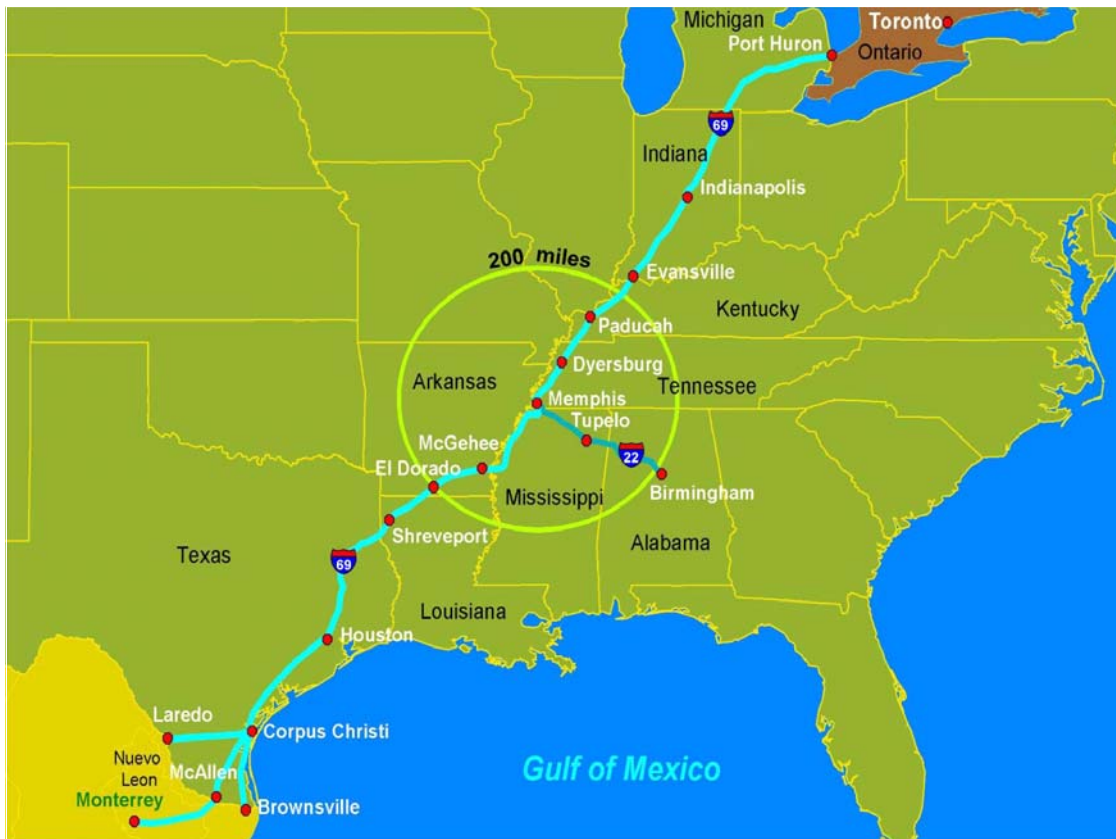 Michigan
Toronto
Port Huron
Ontario
69
Indiana
Indianapolis
200 miles
Evansville
Kentucky
Paducah
Dyersburg
Arkansas
Tennessee
Memphis
Tupelo
McGehee
22
El Dorado
Birmingham
Mississippi
Shreveport
Alabama
Texas
69
Louisiana
Houston
Laredo
Corpus Christi
Nuevo
Leon
McAllen
Gulf of Mexico
Monterrey
Brownsville